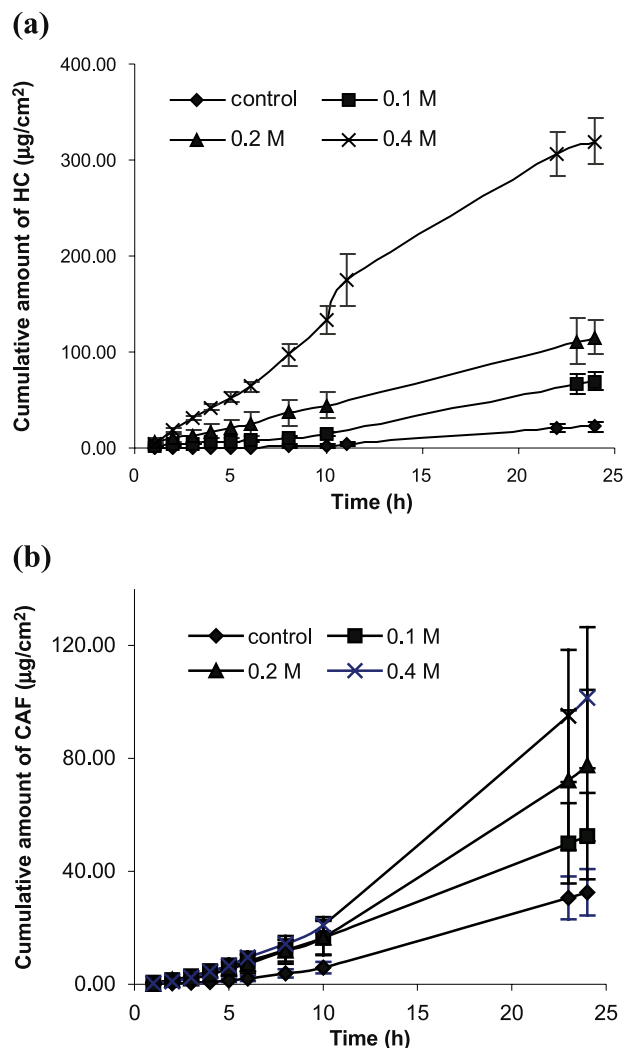 (a)
400.00
control
0.1 M
0.2 M
0.4 M
300.00
200.00
100.00
0.00
Cumulative amount of HC (µg/cm²)
0 5 10 15 20 25
Time (h)
(b)
120.00
control
0.1 M
0.2 M
0.4 M
80.00
40.00
0.00
Cumulative amount of CAF (µg/cm²)
0 5 10 15 20 25
Time (h)